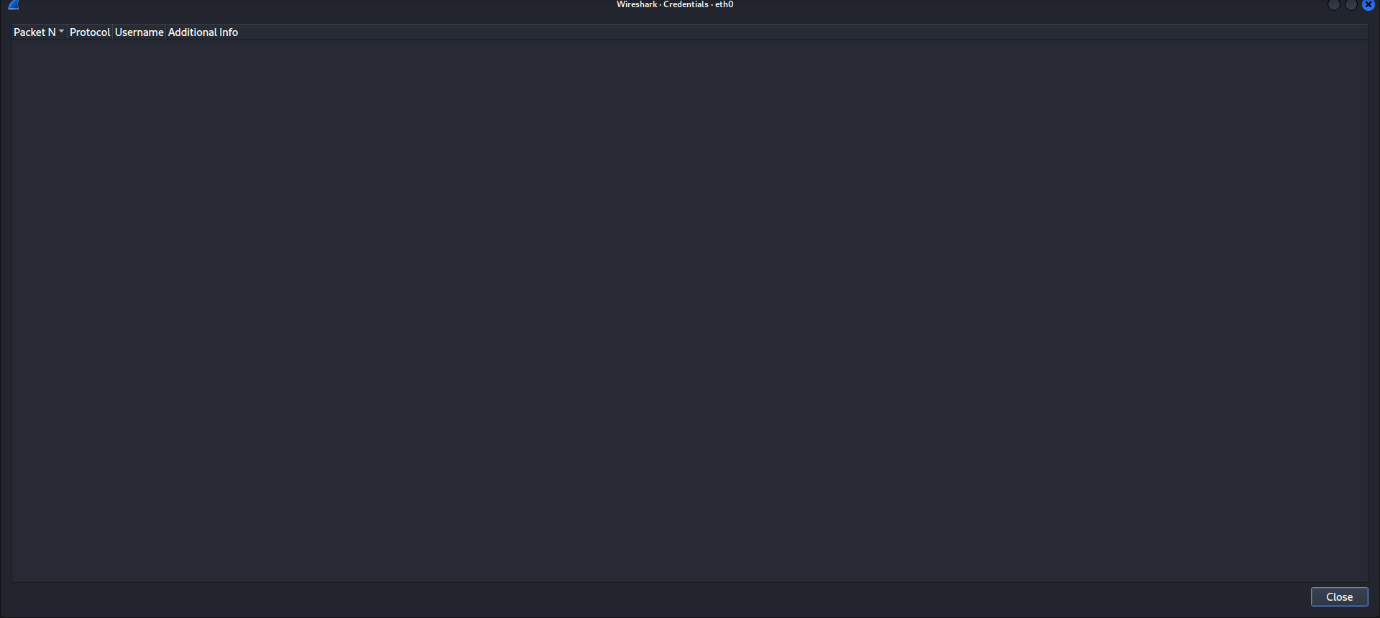 Wireshark · Credentials · eth0
Packet N Protocol Username Additional Info
Close